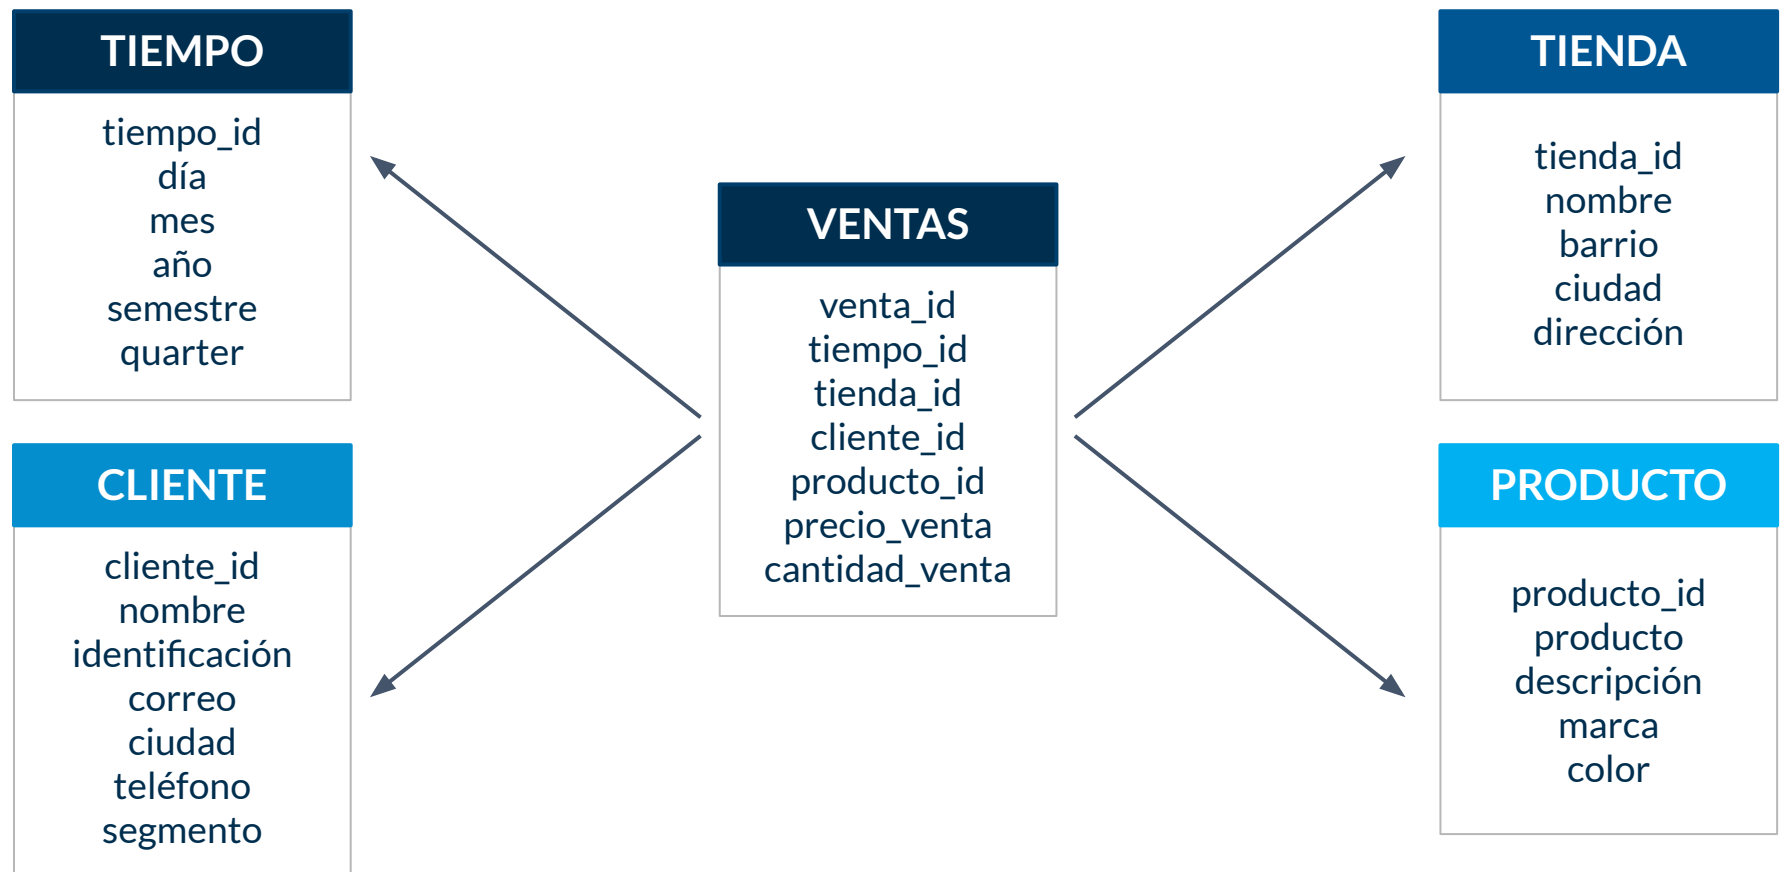 TIEMPO
tiempo_id
día
mes
año
semestre
quarter
CLIENTE
cliente_id
nombre
identificación
correo
ciudad
teléfono
segmento
VENTAS
venta_id
tiempo_id
tienda_id
cliente_id
producto_id
precio_venta
cantidad_venta
TIENDA
tienda_id
nombre
barrio
ciudad
dirección
PRODUCTO
producto_id
producto
descripción
marca
color